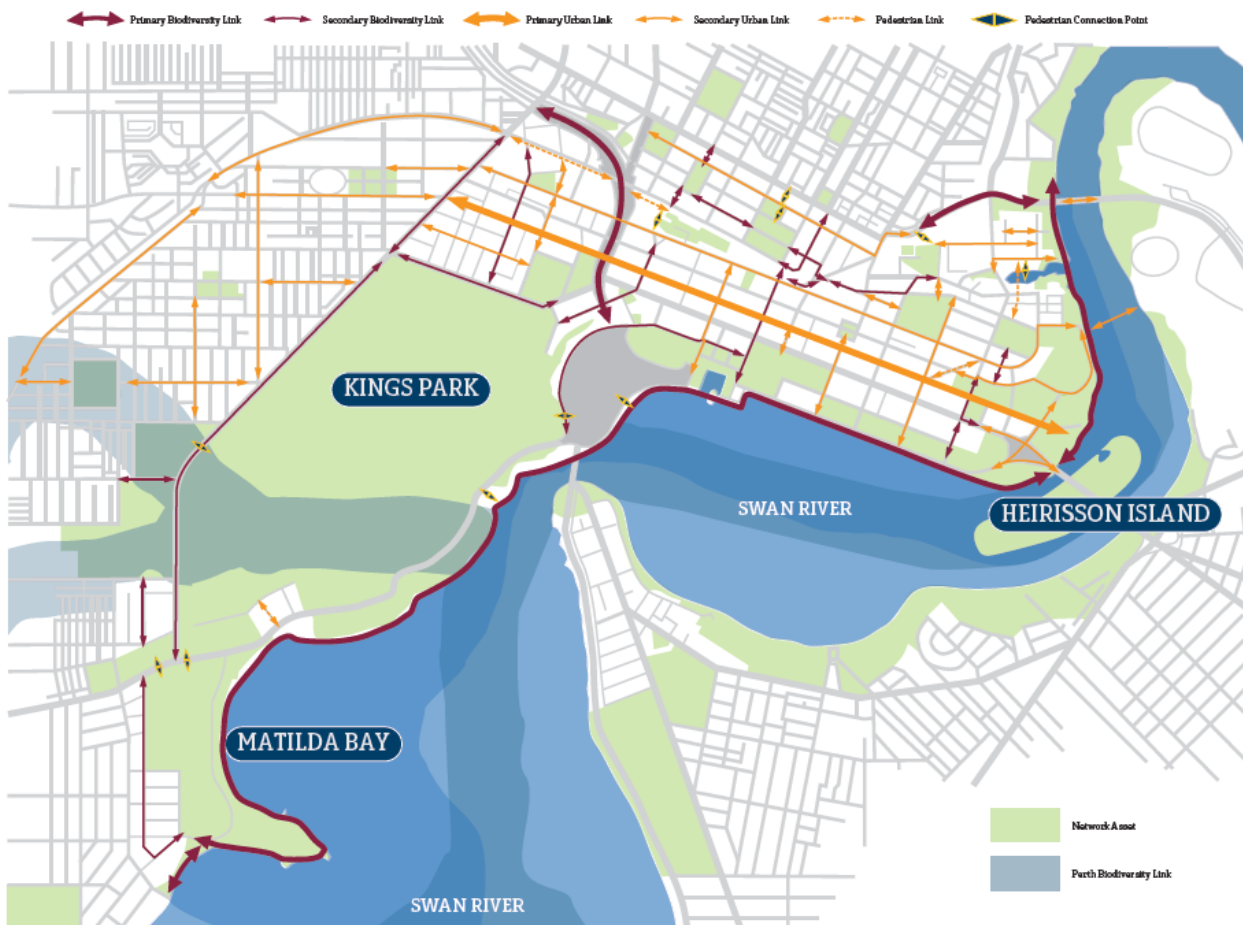 Primary Biodiversity Link
Secondary Biodiversity Link
Primary Urban Link
Secondary Urban Link
Pedestrian Link
Pedestrian Connection Point
KINGS PARK
SWAN RIVER
HEIRISSON ISLAND
MATILDA BAY
Network Asset
Perth Biodiversity Link
SWAN RIVER